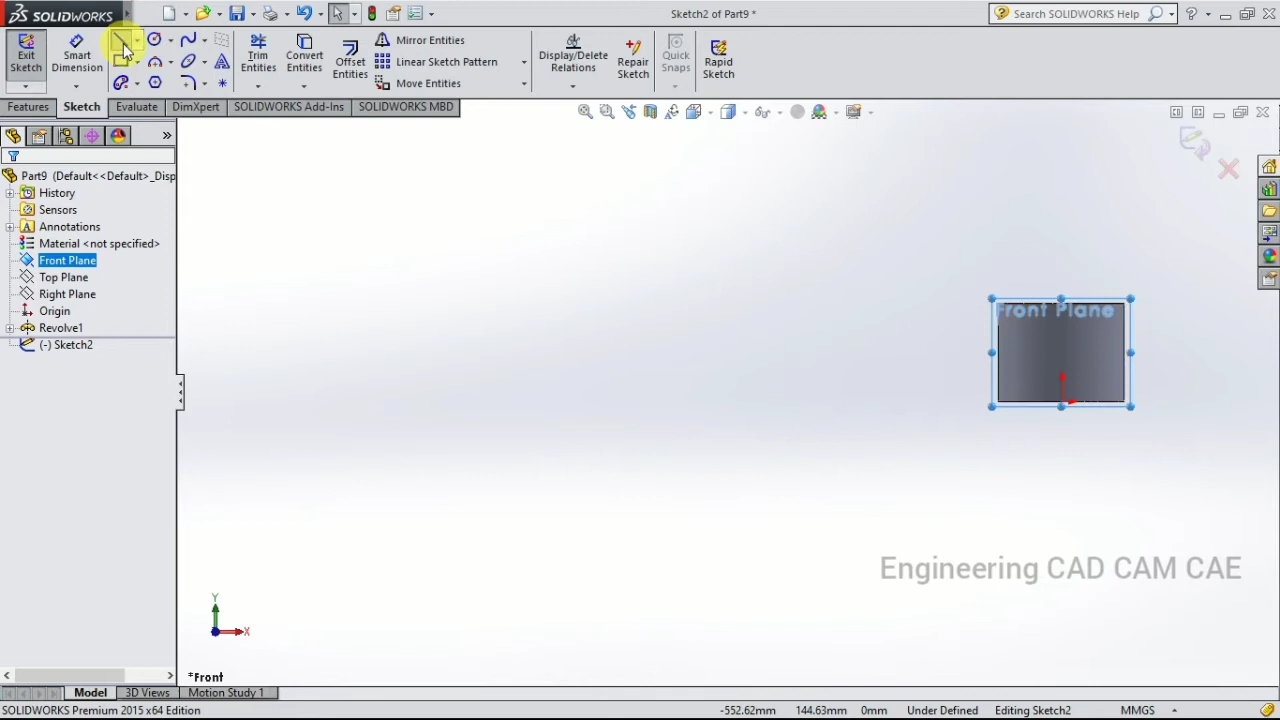 SOLIDWORKS
Sketch2 of Part9 *
Search SOLIDWORKS Help
Exit Sketch
Smart Dimension
Trim Entities
Convert Entities
Offset Entities
Mirror Entities
Linear Sketch Pattern
Move Entities
Display/Delete Relations
Repair Sketch
Quick Snaps
Rapid Sketch
Features
Sketch
Evaluate
DimXpert
SOLIDWORKS Add-Ins
SOLIDWORKS MBD
Part9 (Default<<Default>_Disp
History
Sensors
Annotations
Material <not specified>
Front Plane
Top Plane
Right Plane
Origin
Revolve1
(-) Sketch2
Front Plane
Engineering CAD CAM CAE
Y
X
*Front
Model
3D Views
Motion Study 1
SOLIDWORKS Premium 2015 x64 Edition
-552.62mm
144.63mm
0mm
Under Defined
Editing Sketch2
MMGS